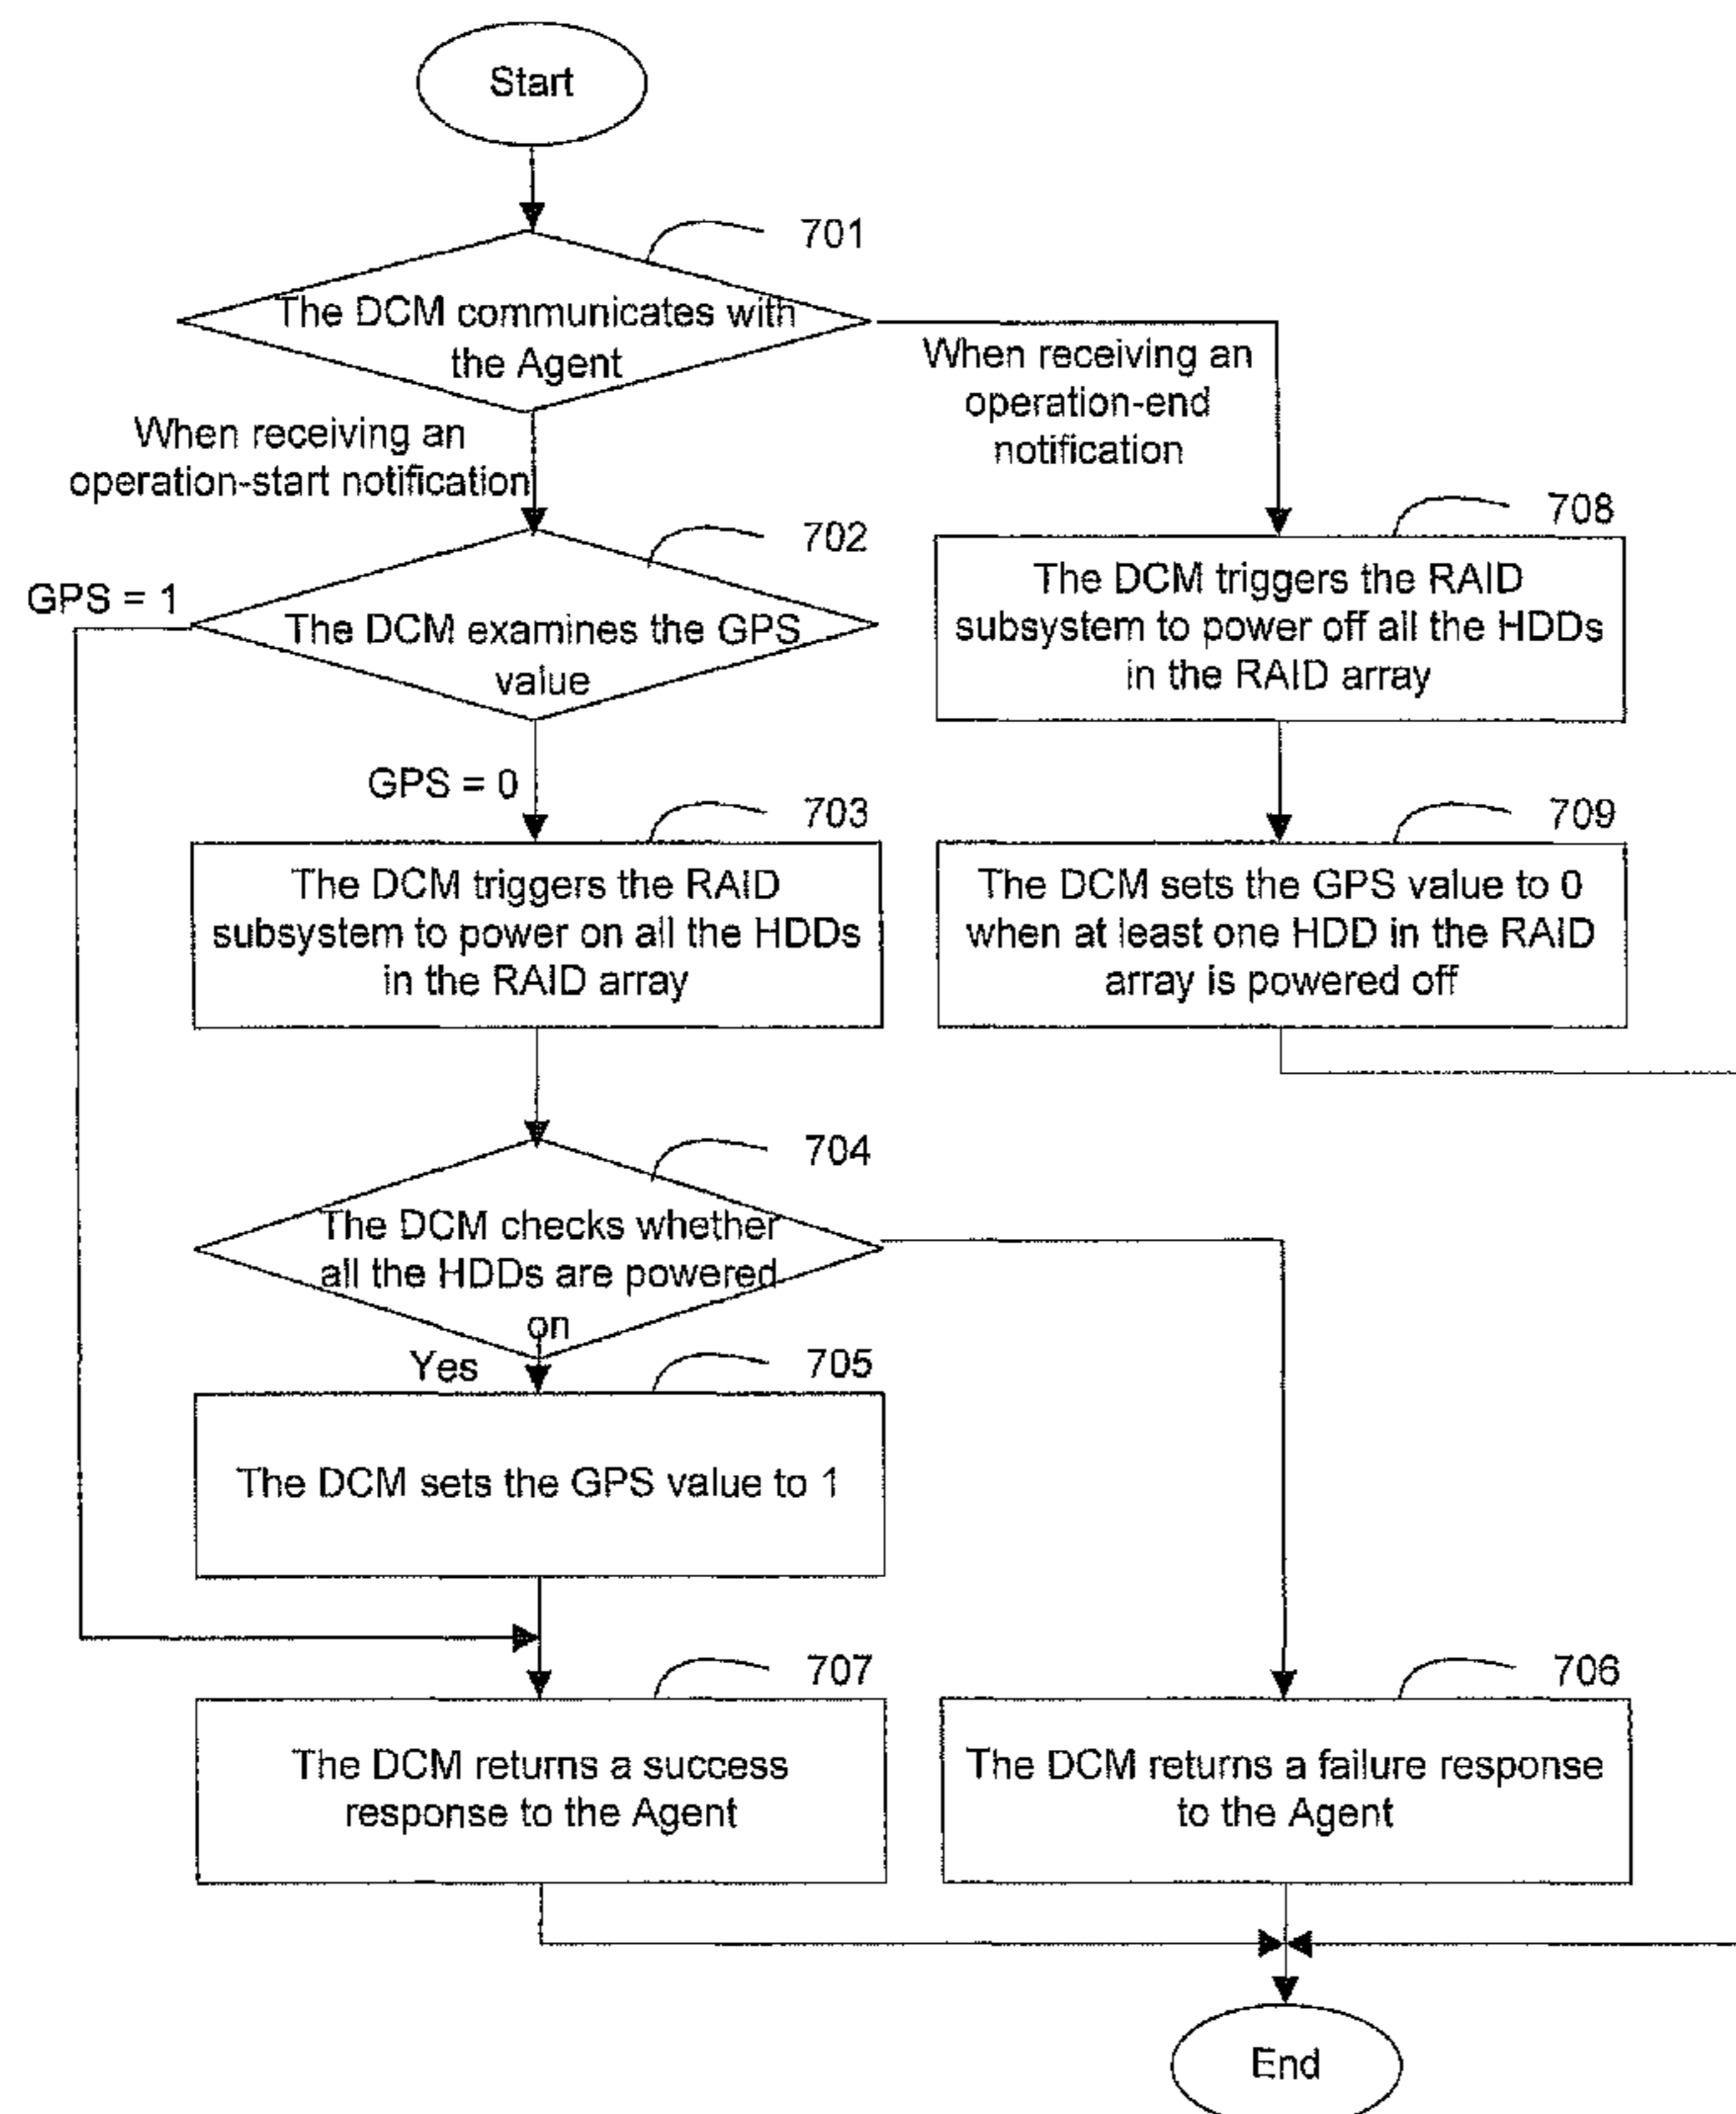 Start
701
The DCM communicates with
the Agent
When receiving an
operation-start notification
When receiving an
operation-end
notification
702
GPS = 1
The DCM examines the GPS
value
708
The DCM triggers the RAID
subsystem to power off all the HDDs
in the RAID array
GPS = 0
703
The DCM triggers the RAID
subsystem to power on all the HDDs
in the RAID array
709
The DCM sets the GPS value to 0
when at least one HDD in the RAID
array is powered off
704
The DCM checks whether
all the HDDs are powered
on
Yes
705
The DCM sets the GPS value to 1
707
The DCM returns a success
response to the Agent
706
The DCM returns a failure response
to the Agent
End